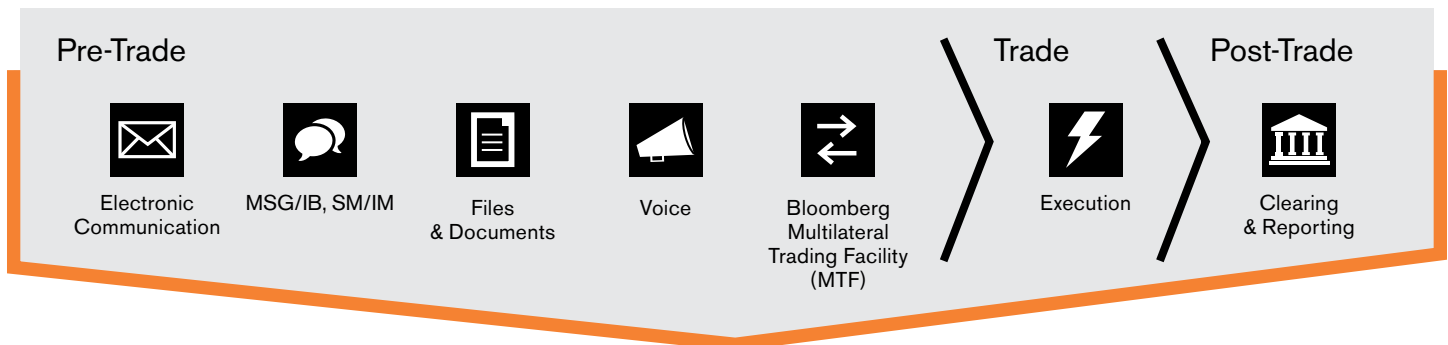 Pre-Trade
Trade
Post-Trade
Electronic
Communication
MSG/IB, SM/IM
Files
& Documents
Voice
Bloomberg
Multilateral
Trading Facility
(MTF)
Execution
Clearing
& Reporting